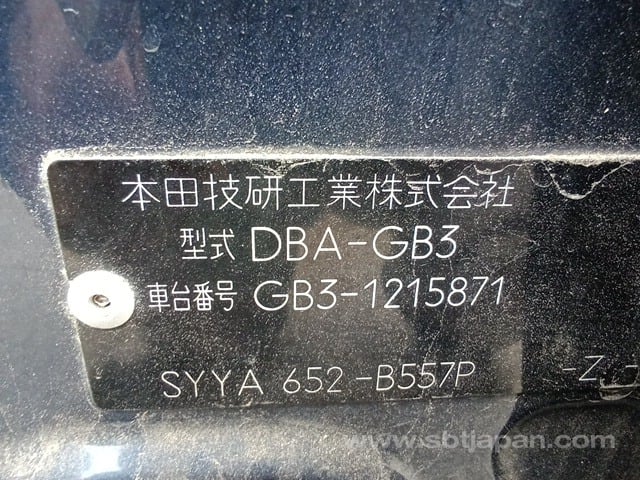 本田技研工業株式会社
型式 DBA-GB3
車台番号 GB3-1215871
SYYA 652-B557P -Z -
www.sbtjapan.com